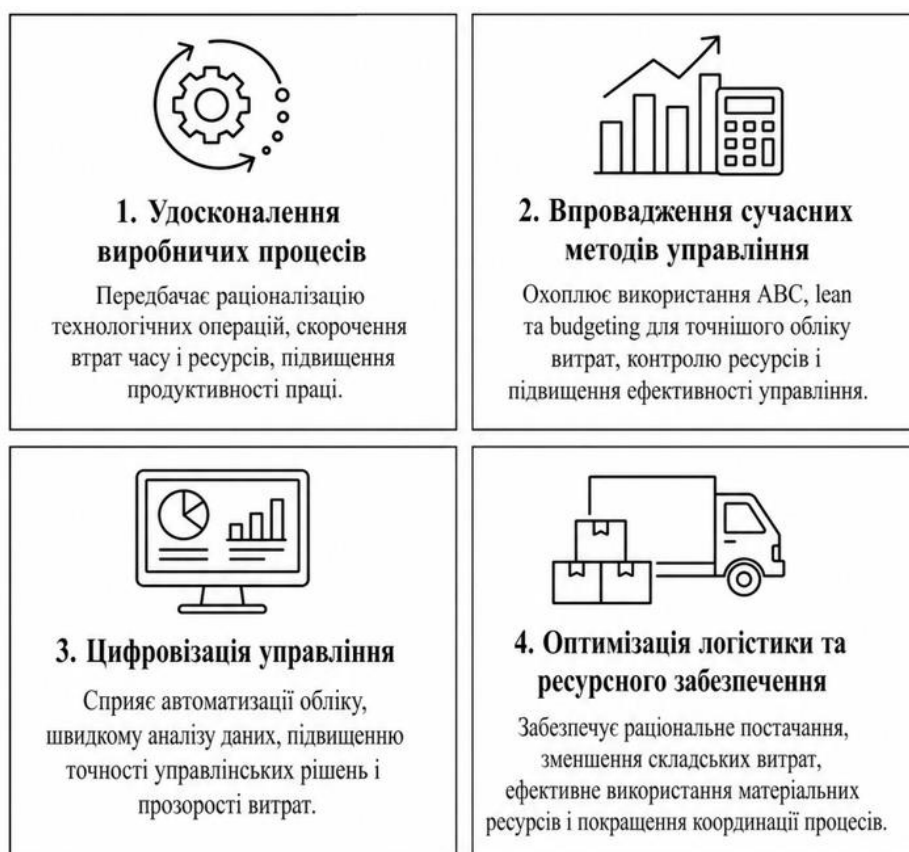 1. Удосконалення
виробничих процесів
Передбачає раціоналізацію
технологічних операцій, скорочення
втрат часу і ресурсів, підвищення
продуктивності праці.
2. Впровадження сучасних
методів управління
Охоплює використання ABC, lean
та budgeting для точнішого обліку
витрат, контролю ресурсів і
підвищення ефективності управління.
3. Цифровізація управління
Сприяє автоматизації обліку,
швидкому аналізу даних, підвищенню
точності управлінських рішень і
прозорості витрат.
4. Оптимізація логістики та
ресурсного забезпечення
Забезпечує раціональне постачання,
зменшення складських витрат,
ефективне використання матеріальних
ресурсів і покращення координації процесів.